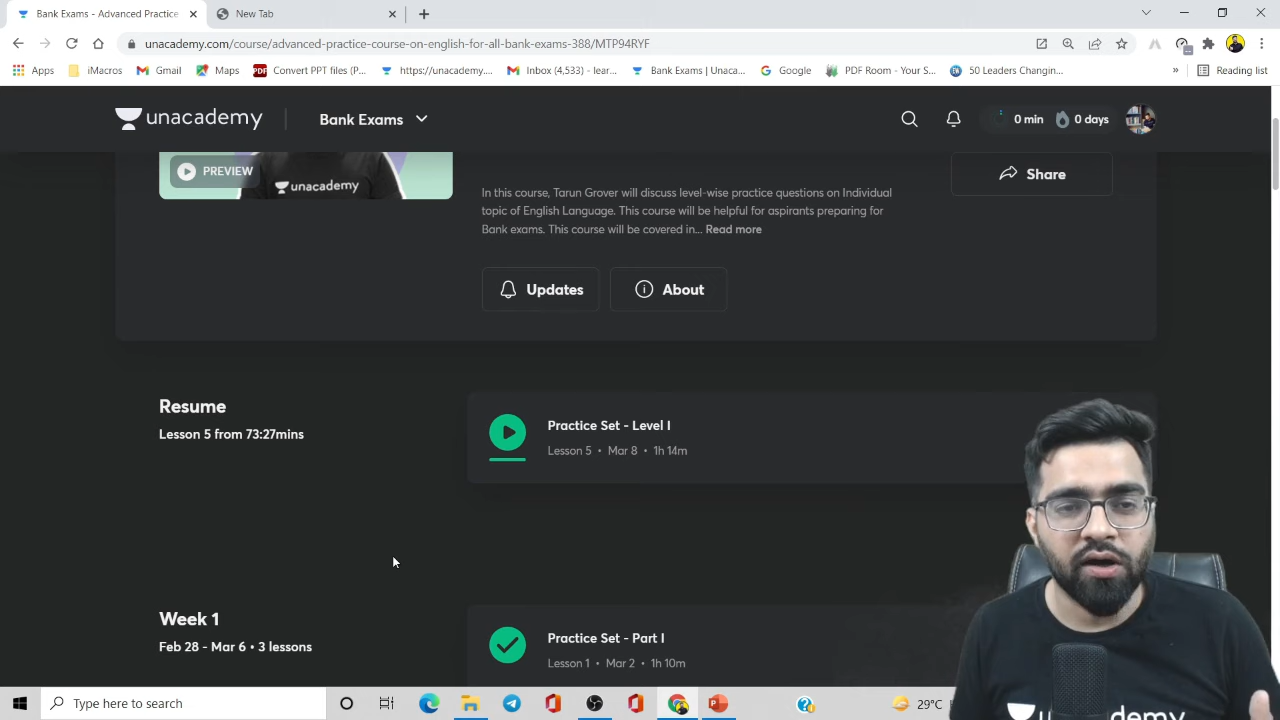 Bank Exams - Advanced Practice
New Tab
unacademy.com/course/advanced-practice-course-on-english-for-all-bank-exams-388/MTP94RYF
Apps
iMacros
Gmail
Maps
Convert PPT files (P...
https://unacademy....
Inbox (4,533) - lear...
Bank Exams | Unaca...
Google
PDF Room - Your S...
50 Leaders Changin...
»
Reading list
unacademy
Bank Exams
0 min
0 days
PREVIEW
unacademy
Share
In this course, Tarun Grover will discuss level-wise practice questions on Individual
topic of English Language. This course will be helpful for aspirants preparing for
Bank exams. This course will be covered in... Read more
Updates
About
Resume
Lesson 5 from 73:27mins
Practice Set - Level I
Lesson 5 • Mar 8 • 1h 14m
Week 1
Feb 28 - Mar 6 • 3 lessons
Practice Set - Part I
Lesson 1 • Mar 2 • 1h 10m
Type here to search
29°C